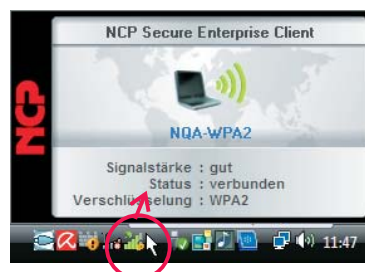 NCP Secure Enterprise Client
NCP
NQA-WPA2
Signalstärke : gut
Status : verbunden
Verschlüsselung : WPA2
11:47